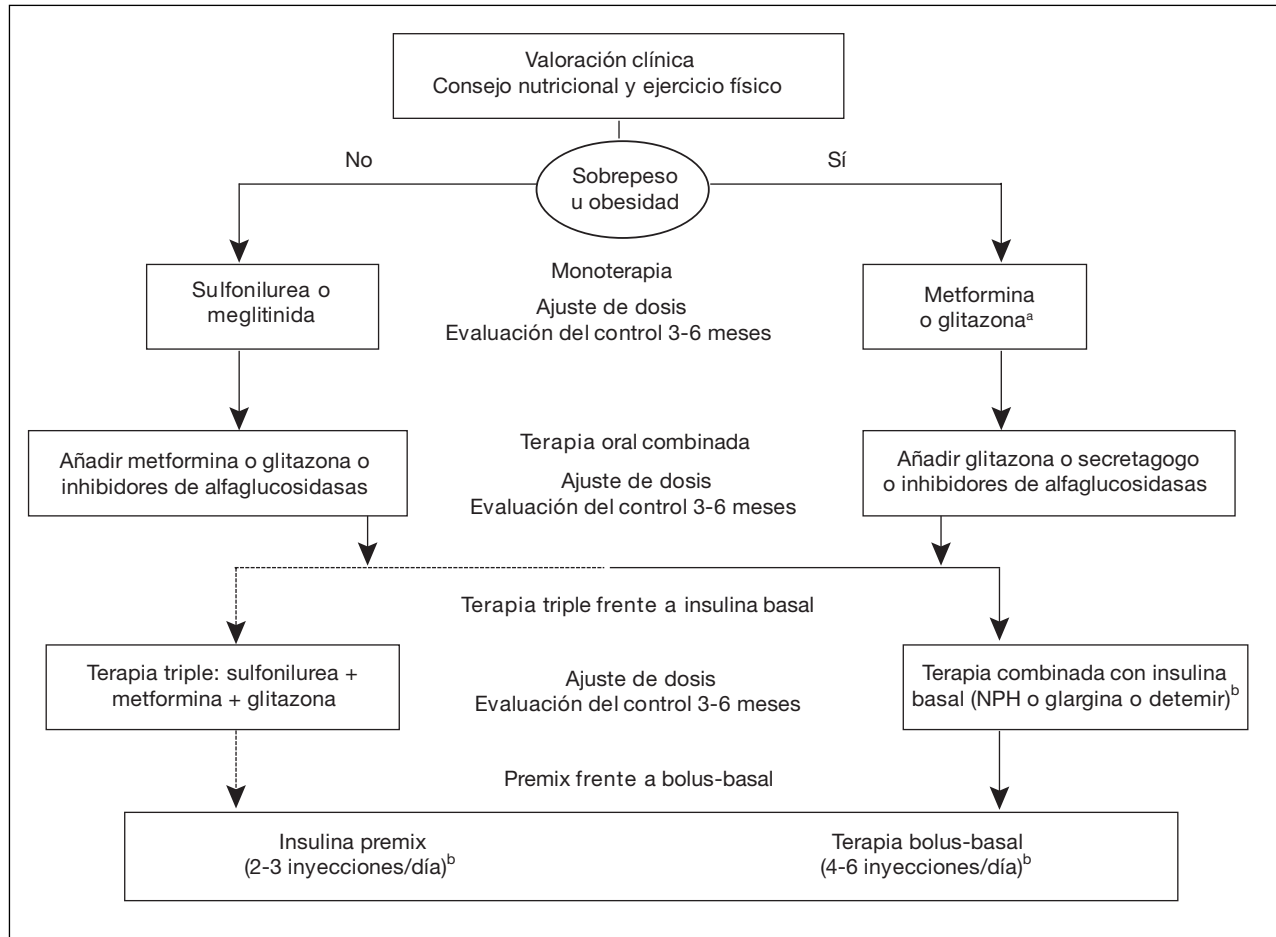 Valoración clínica
Consejo nutricional y ejercicio físico
No
Sí
Sobrepeso
u obesidad
Monoterapia
Sulfonilurea o
meglitinida
Ajuste de dosis
Evaluación del control 3-6 meses
Metformina
o glitazonaᵃ
Terapia oral combinada
Añadir metformina o glitazona o
inhibidores de alfaglucosidasas
Ajuste de dosis
Evaluación del control 3-6 meses
Añadir glitazona o secretagogo
o inhibidores de alfaglucosidasas
Terapia triple frente a insulina basal
Terapia triple: sulfonilurea +
metformina + glitazona
Ajuste de dosis
Evaluación del control 3-6 meses
Terapia combinada con insulina
basal (NPH o glargina o detemir)ᵇ
Premix frente a bolus-basal
Insulina premix
(2-3 inyecciones/día)ᵇ
Terapia bolus-basal
(4-6 inyecciones/día)ᵇ